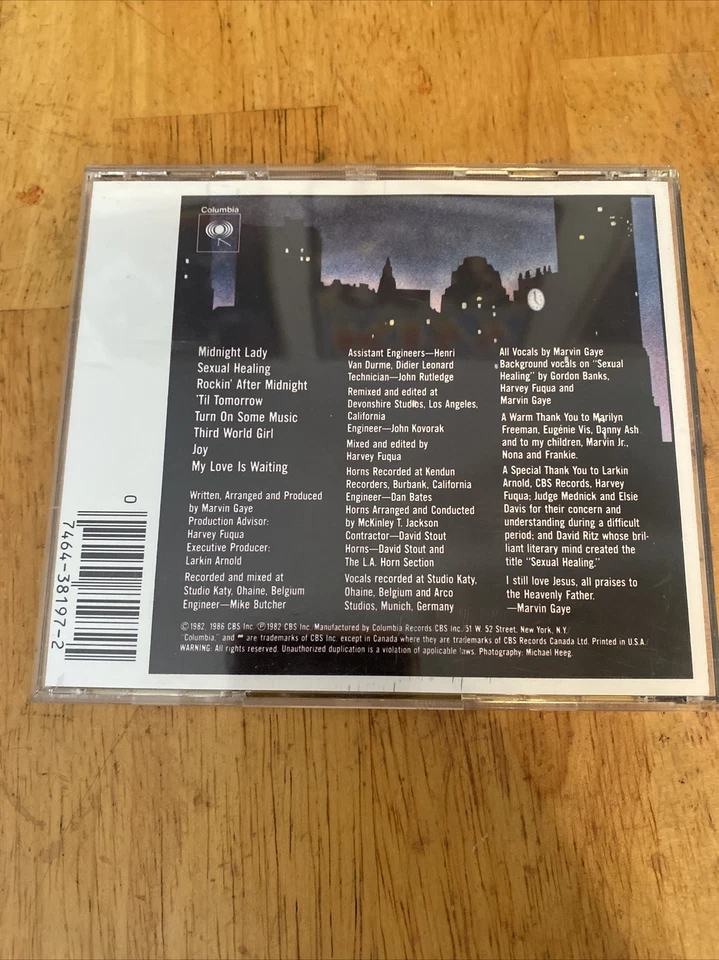 Columbia
Midnight Lady
Sexual Healing
Rockin' After Midnight
'Til Tomorrow
Turn On Some Music
Third World Girl
Joy
My Love Is Waiting
Written, Arranged and Produced
by Marvin Gaye
Production Advisor:
Harvey Fuqua
Executive Producer:
Larkin Arnold
Recorded and mixed at
Studio Katy, Ohaine, Belgium
Engineer—Mike Butcher
Assistant Engineers—Henri
Van Durme, Didier Leonard
Technician—John Rutledge
Remixed and edited at
Devonshire Studios, Los Angeles,
California
Engineer—John Kovorak
Mixed and edited by
Harvey Fuqua
Horns Recorded at Kendun
Recorders, Burbank, California
Engineer—Dan Bates
Horns Arranged and Conducted
by McKinley T. Jackson
Contractor—David Stout
Horns—David Stout and
The L.A. Horn Section
Vocals recorded at Studio Katy,
Ohaine, Belgium and Arco
Studios, Munich, Germany
All Vocals by Marvin Gaye
Background vocals on "Sexual
Healing" by Gordon Banks,
Harvey Fuqua and
Marvin Gaye
A Warm Thank You to Marilyn
Freeman, Eugénie Vis, Danny Ash
and to my children, Marvin Jr.,
Nona and Frankie.
A Special Thank You to Larkin
Arnold, CBS Records, Harvey
Fuqua; Judge Mednick and Elsie
Davis for their concern and
understanding during a difficult
period; and David Ritz whose bril-
liant literary mind created the
title "Sexual Healing."
I still love Jesus, all praises to
the Heavenly Father.
—Marvin Gaye
© 1982, 1986 CBS Inc. ℗ 1982 CBS Inc./Manufactured by Columbia Records/CBS Inc./51 W. 52 Street, New York, N.Y./
"Columbia," and are trademarks of CBS Inc. except in Canada where they are trademarks of CBS Records Canada Ltd. Printed in U.S.A./
WARNING: All rights reserved. Unauthorized duplication is a violation of applicable laws. Photography: Michael Heeg.
0
7464-38197-2